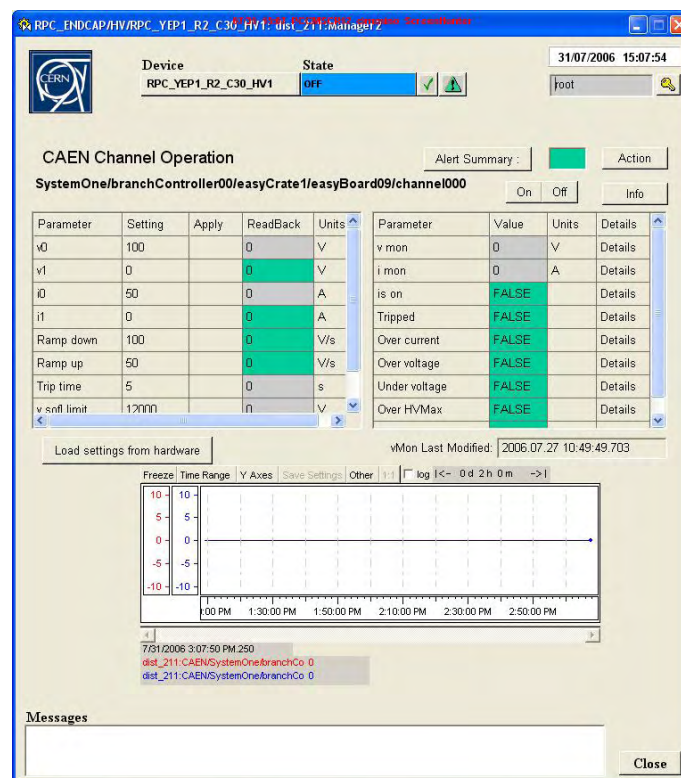 RPC_ENDCAP/HV/RPC_YEP1_R2_C30_HV1: dist_211:Manager2
CERN
Device State
RPC_YEP1_R2_C30_HV1 OFF
31/07/2006 15:07:54
root
CAEN Channel Operation
Alert Summary : Action
SystemOne/branchController00/easyCrate1/easyBoard09/channel000
On Off Info
Parameter Setting Apply ReadBack Units Parameter Value Units Details
v0 100 0 V v mon 0 V Details
v1 0 0 V i mon 0 A Details
i0 50 0 A is on FALSE Details
i1 0 0 A Tripped FALSE Details
Ramp down 100 0 V/s Over current FALSE Details
Ramp up 50 0 V/s Over voltage FALSE Details
Trip time 5 0 s Under voltage FALSE Details
v soft limit 12000 0 V Over HVMax FALSE Details
Load settings from hardware vMon Last Modified: 2006.07.27 10:49:49.703
Freeze Time Range Y Axes Save Settings Other 1:1 log |<- 0 d 2 h 0 m ->|
10 10
5 5
0 0
-5 -5
-10 -10
:00 PM 1:30:00 PM 1:50:00 PM 2:10:00 PM 2:30:00 PM 2:50:00 PM
7/31/2006 3:07:50 PM.250
dist_211:CAEN/SystemOne/branchCo 0
dist_211:CAEN/SystemOne/branchCo 0
Messages
Close